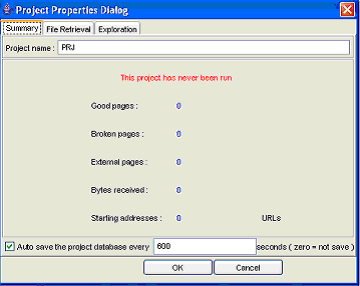 Project Properties Dialog
Summary File Retrieval Exploration
Project name : PRJ
This project has never been run
Good pages : 0
Broken pages : 0
External pages : 0
Bytes received : 0
Starting addresses : 0 URLs
Auto save the project database every 600 seconds ( zero = not save )
OK Cancel